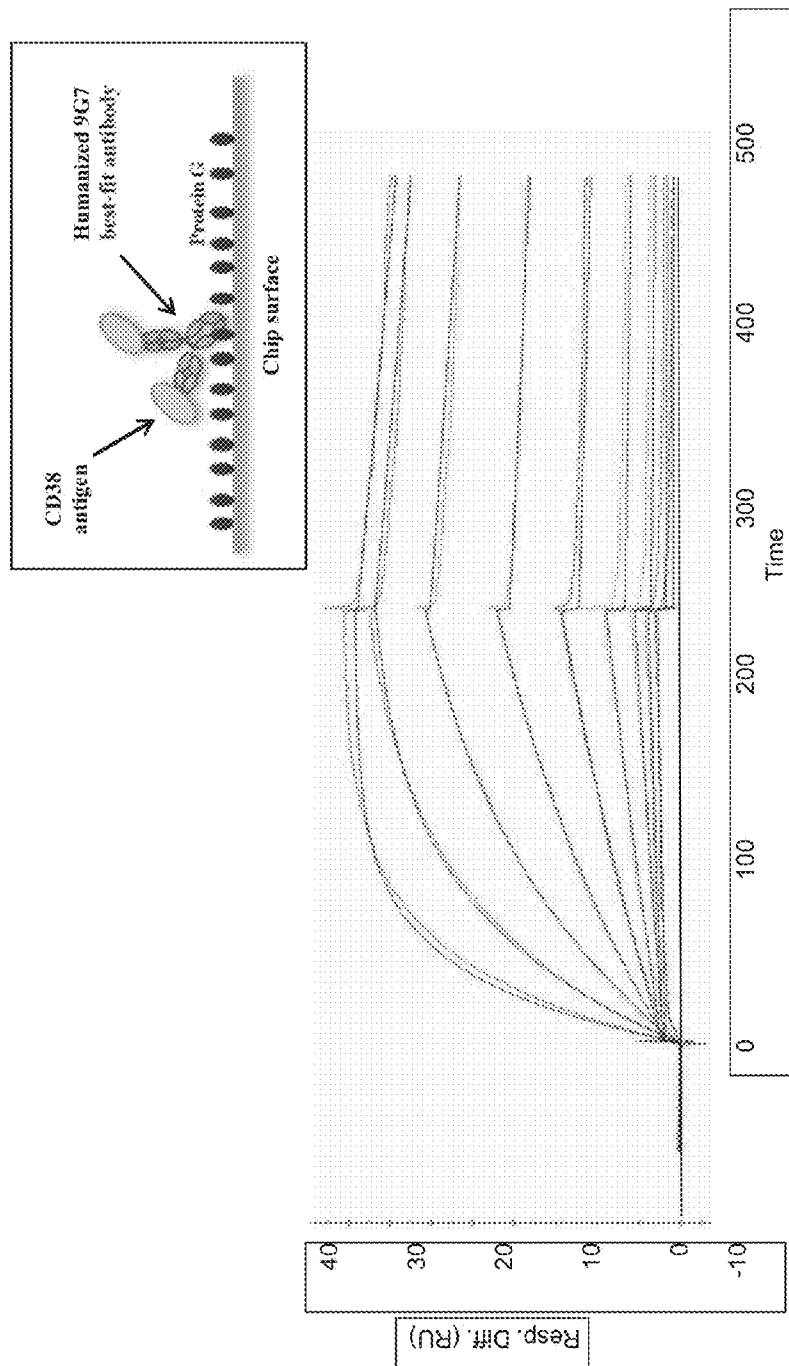 CD38
antigen
Humanized 9G7
best-fit antibody
Protein G
Chip surface
Resp. Diff. (RU)
40
30
20
10
0
-10
0
100
200
300
400
500
Time